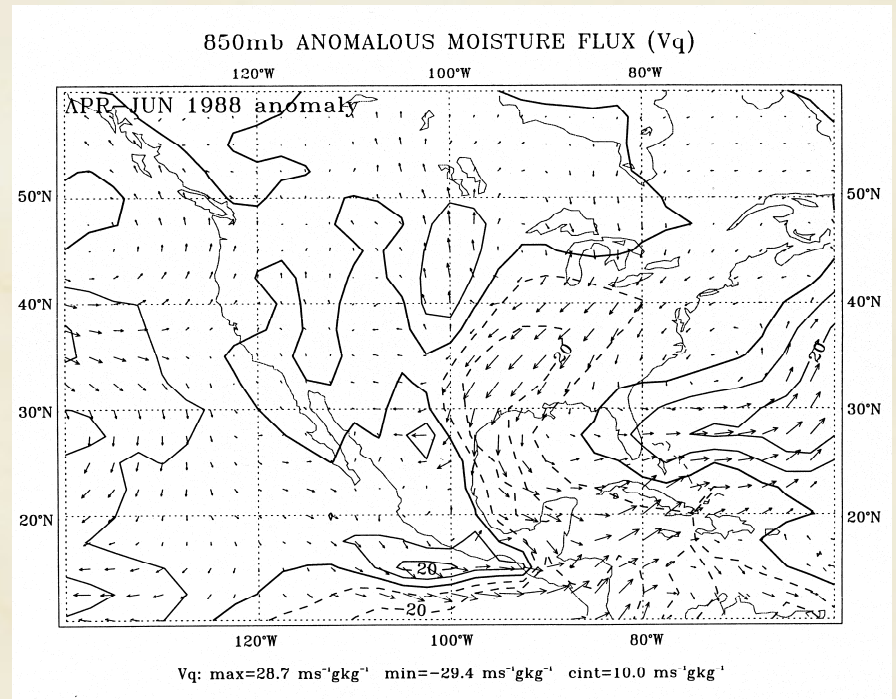 850mb ANOMALOUS MOISTURE FLUX (Vq)
120°W 100°W 80°W
APR-JUN 1988 anomaly
50°N 50°N
40°N 40°N
20
20
30°N 30°N
20°N 20°N
20
20
120°W 100°W 80°W
Vq: max=28.7 ms⁻¹gkg⁻¹ min=-29.4 ms⁻¹gkg⁻¹ cint=10.0 ms⁻¹gkg⁻¹